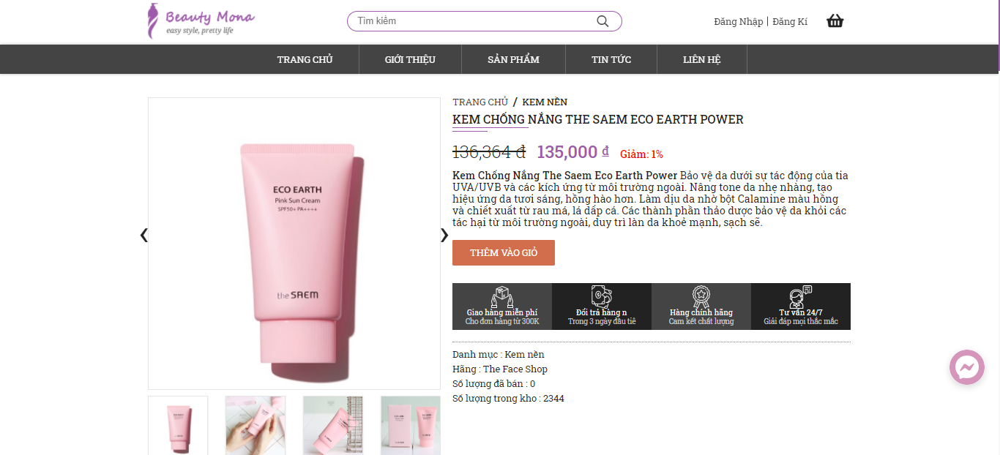 Beauty Mona
easy style, pretty life
Tìm kiếm
Đăng Nhập | Đăng Kí
TRANG CHỦ
GIỚI THIỆU
SẢN PHẨM
TIN TỨC
LIÊN HỆ
TRANG CHỦ / KEM NỀN
KEM CHỐNG NẮNG THE SAEM ECO EARTH POWER
136,364 đ 135,000 đ Giảm: 1%
Kem Chống Nắng The Saem Eco Earth Power Bảo vệ da dưới sự tác động của tia
UVA/UVB và các kích ứng từ môi trường ngoài. Nâng tone da nhẹ nhàng, tạo
hiệu ứng da tươi sáng, hồng hào hơn. Làm dịu da nhờ bột Calamine màu hồng
và chiết xuất từ rau má, lá dấp cá. Các thành phần thảo dược bảo vệ da khỏi các
tác hại từ môi trường ngoài, duy trì làn da khoẻ mạnh, sạch sẽ.
THÊM VÀO GIỎ
Giao hàng miễn phí
Cho đơn hàng từ 300K
Đổi trả hàng n
Trong 3 ngày đầu tiê
Hàng chính hãng
Cam kết chất lượng
Tư vấn 24/7
Giải đáp mọi thắc mắc
Danh mục : Kem nền
Hãng : The Face Shop
Số lượng đã bán : 0
Số lượng trong kho : 2344
ECO EARTH
Pink Sun Cream
SPF50+ PA++++
the SAEM